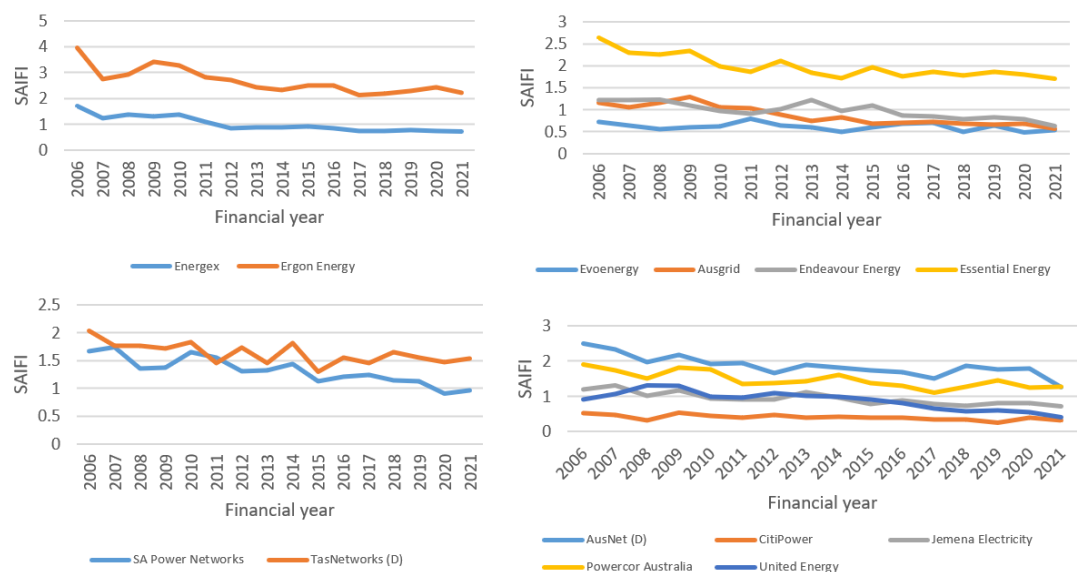 5
4
3
2
1
0
SAIFI
2006 2007 2008 2009 2010 2011 2012 2013 2014 2015 2016 2017 2018 2019 2020 2021
Financial year
Energex Ergon Energy
3
2.5
2
1.5
1
0.5
0
SAIFI
2006 2007 2008 2009 2010 2011 2012 2013 2014 2015 2016 2017 2018 2019 2020 2021
Financial year
Evoenergy Ausgrid Endeavour Energy Essential Energy
2.5
2
1.5
1
0.5
0
SAIFI
2006 2007 2008 2009 2010 2011 2012 2013 2014 2015 2016 2017 2018 2019 2020 2021
Financial year
SA Power Networks TasNetworks (D)
3
2
1
0
SAIFI
2006 2007 2008 2009 2010 2011 2012 2013 2014 2015 2016 2017 2018 2019 2020 2021
Financial year
AusNet (D) CitiPower Jemena Electricity
Powercor Australia United Energy